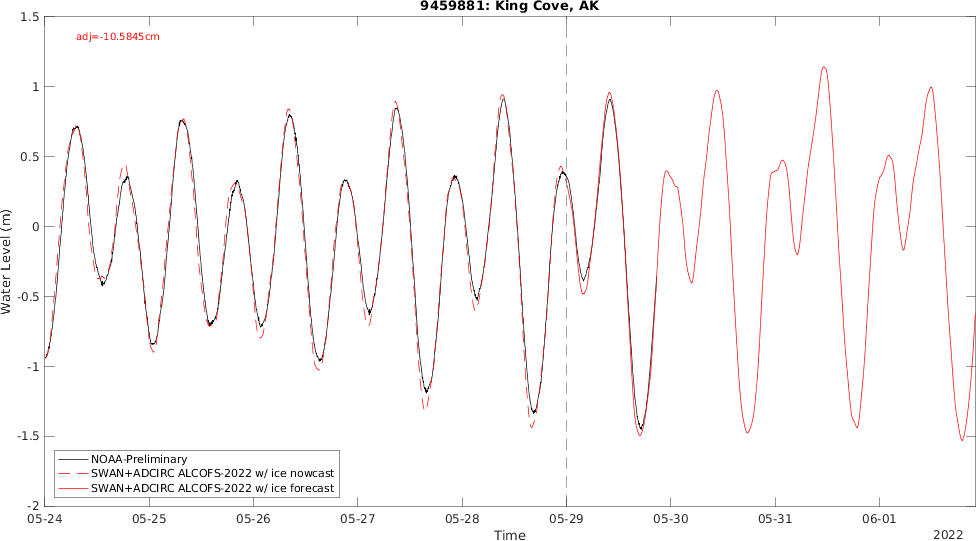 9459881: King Cove, AK
adj=-10.5845cm
1.5
1
0.5
0
-0.5
-1
-1.5
-2
Water Level (m)
NOAA-Preliminary
SWAN+ADCIRC ALCOFS-2022 w/ ice nowcast
SWAN+ADCIRC ALCOFS-2022 w/ ice forecast
05-24 05-25 05-26 05-27 05-28 05-29 05-30 05-31 06-01
Time
2022